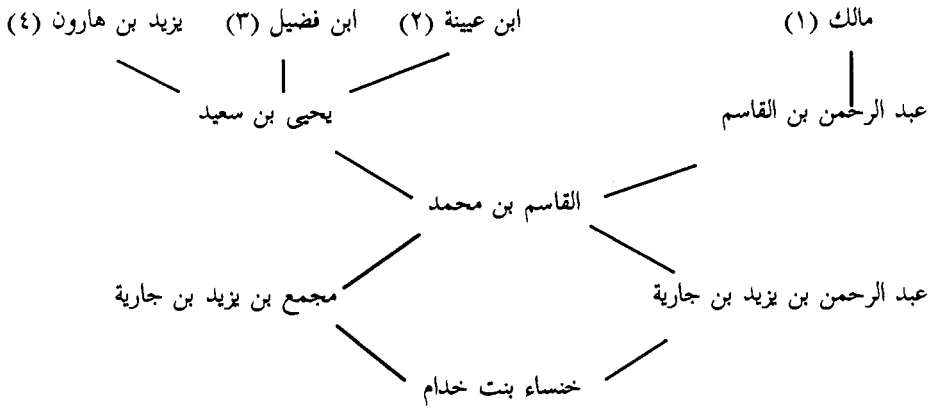 مالك (١) ابن عيينة (٢) ابن فضيل (٣) يزيد بن هارون (٤)
عبد الرحمن بن القاسم يحيى بن سعيد
القاسم بن محمد
عبد الرحمن بن يزيد بن جارية مجمع بن يزيد بن جارية
خنساء بنت خدام